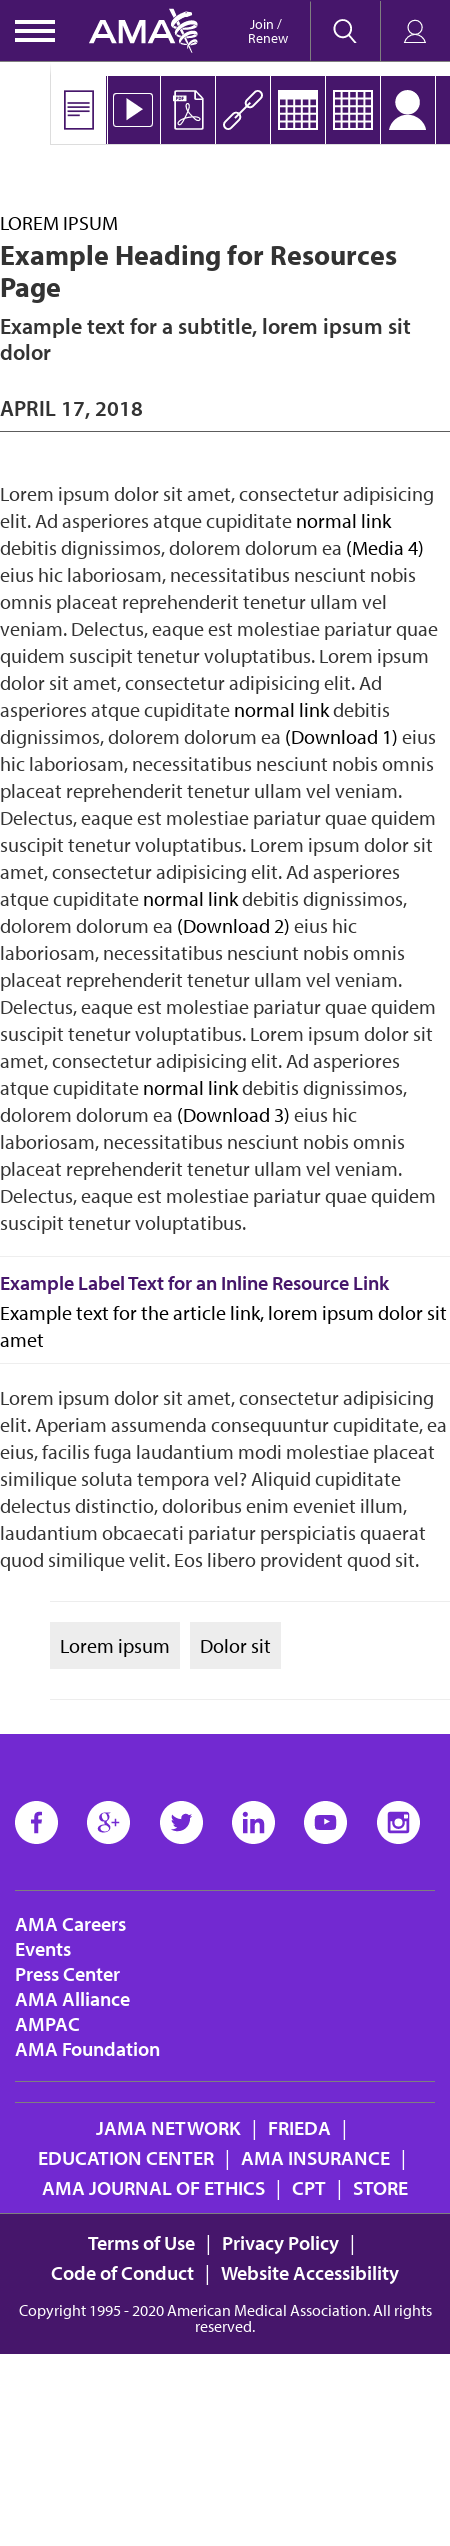 AMA
Join /
Renew
PDF
LOREM IPSUM
Example Heading for Resources
Page
Example text for a subtitle, lorem ipsum sit
dolor
APRIL 17, 2018
Lorem ipsum dolor sit amet, consectetur adipisicing
elit. Ad asperiores atque cupiditate normal link
debitis dignissimos, dolorem dolorum ea (Media 4)
eius hic laboriosam, necessitatibus nesciunt nobis
omnis placeat reprehenderit tenetur ullam vel
veniam. Delectus, eaque est molestiae pariatur quae
quidem suscipit tenetur voluptatibus. Lorem ipsum
dolor sit amet, consectetur adipisicing elit. Ad
asperiores atque cupiditate normal link debitis
dignissimos, dolorem dolorum ea (Download 1) eius
hic laboriosam, necessitatibus nesciunt nobis omnis
placeat reprehenderit tenetur ullam vel veniam.
Delectus, eaque est molestiae pariatur quae quidem
suscipit tenetur voluptatibus. Lorem ipsum dolor sit
amet, consectetur adipisicing elit. Ad asperiores
atque cupiditate normal link debitis dignissimos,
dolorem dolorum ea (Download 2) eius hic
laboriosam, necessitatibus nesciunt nobis omnis
placeat reprehenderit tenetur ullam vel veniam.
Delectus, eaque est molestiae pariatur quae quidem
suscipit tenetur voluptatibus. Lorem ipsum dolor sit
amet, consectetur adipisicing elit. Ad asperiores
atque cupiditate normal link debitis dignissimos,
dolorem dolorum ea (Download 3) eius hic
laboriosam, necessitatibus nesciunt nobis omnis
placeat reprehenderit tenetur ullam vel veniam.
Delectus, eaque est molestiae pariatur quae quidem
suscipit tenetur voluptatibus.
Example Label Text for an Inline Resource Link
Example text for the article link, lorem ipsum dolor sit
amet
Lorem ipsum dolor sit amet, consectetur adipisicing
elit. Aperiam assumenda consequuntur cupiditate, ea
eius, facilis fuga laudantium modi molestiae placeat
similique soluta tempora vel? Aliquid cupiditate
delectus distinctio, doloribus enim eveniet illum,
laudantium obcaecati pariatur perspiciatis quaerat
quod similique velit. Eos libero provident quod sit.
Lorem ipsum Dolor sit
AMA Careers
Events
Press Center
AMA Alliance
AMPAC
AMA Foundation
JAMA NETWORK | FRIEDA |
EDUCATION CENTER | AMA INSURANCE |
AMA JOURNAL OF ETHICS | CPT | STORE
Terms of Use | Privacy Policy |
Code of Conduct | Website Accessibility
Copyright 1995 - 2020 American Medical Association. All rights
reserved.